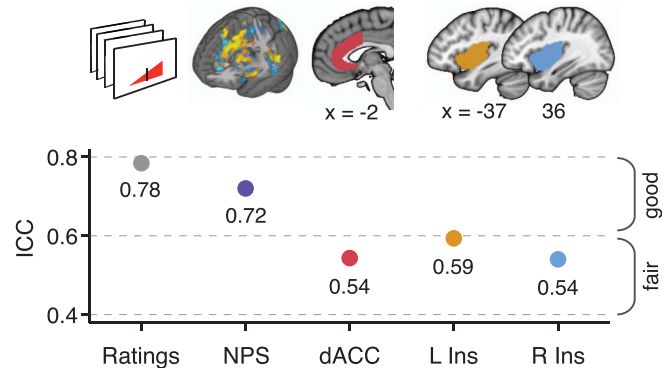 x = -2
x = -37
36
0.8
0.78
0.72
good
ICC
0.6
0.54
0.59
0.54
fair
0.4
Ratings
NPS
dACC
L Ins
R Ins